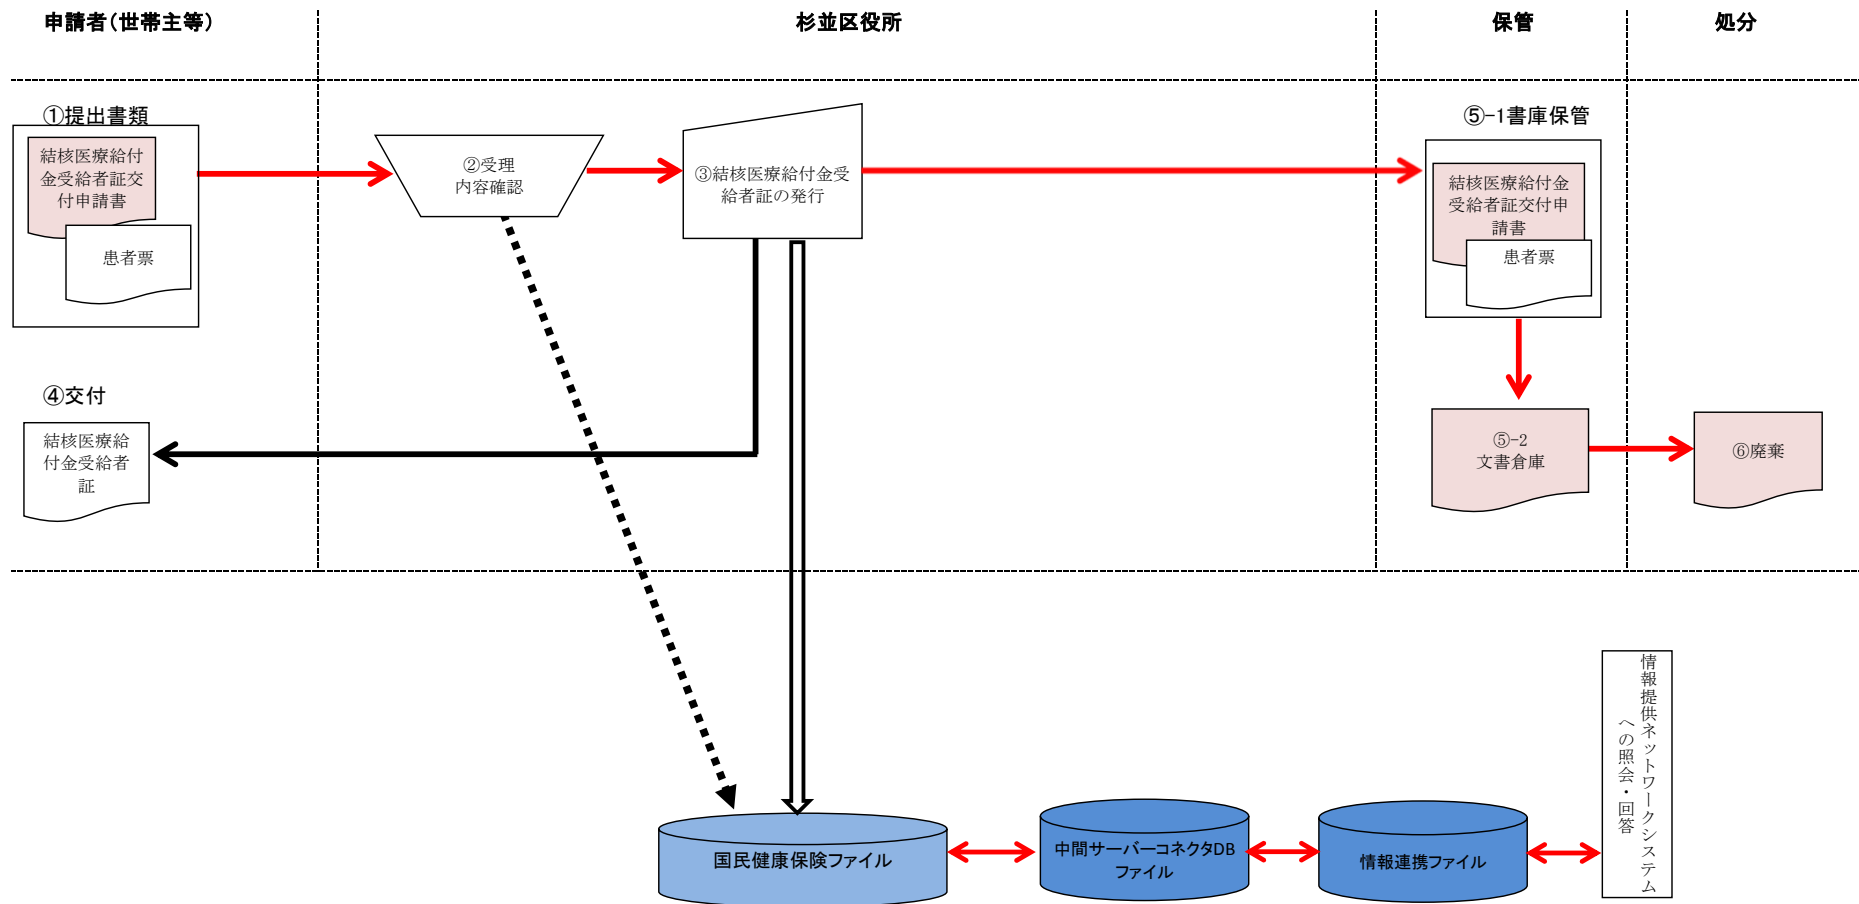 申請者（世帯主等）
杉並区役所
保管
処分
①提出書類
結核医療給付
金受給者証交
付申請書
患者票
②受理
内容確認
③結核医療給付金受
給者証の発行
⑤-1書庫保管
結核医療給付金
受給者証交付申
請書
患者票
④交付
結核医療給
付金受給者
証
⑤-2
文書倉庫
⑥廃棄
国民健康保険ファイル
中間サーバーコネクタDB
ファイル
情報連携ファイル
情報提供ネットワークシステム
への照会・回答